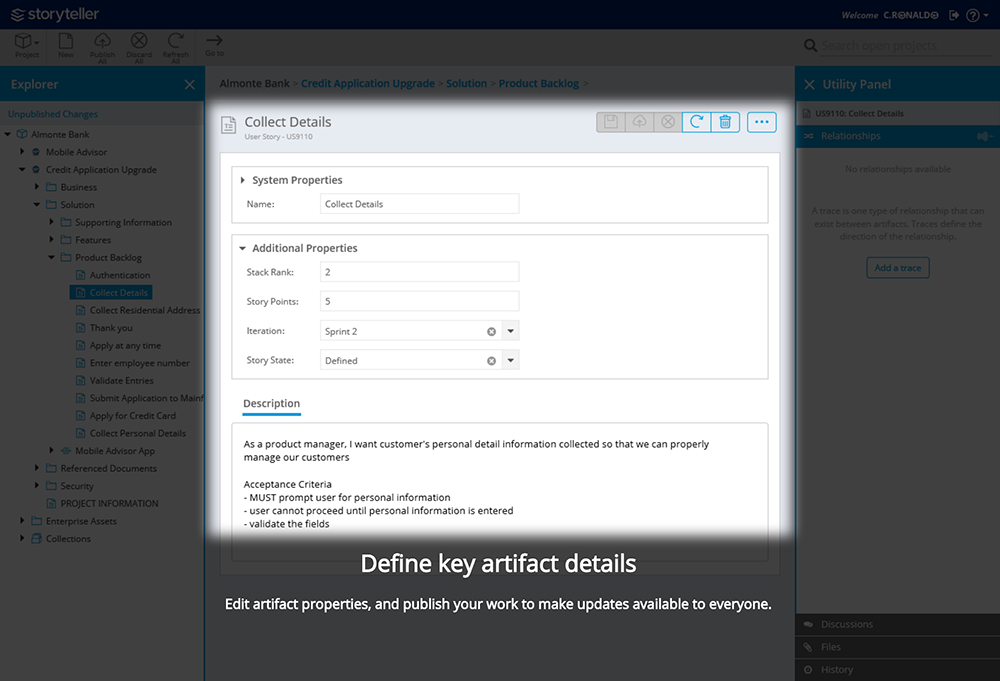 storyteller
Welcome C.RONALDO
Project
New
Publish All
Discard All
Refresh All
Go to
Search open projects
Explorer
Unpublished Changes
Almonte Bank
Mobile Advisor
Credit Application Upgrade
Business
Solution
Supporting Information
Features
Product Backlog
Authentication
Collect Details
Collect Residential Address
Thank you
Apply at any time
Enter employee number
Validate Entries
Submit Application to Mainf
Apply for Credit Card
Collect Personal Details
Mobile Advisor App
Referenced Documents
Security
PROJECT INFORMATION
Enterprise Assets
Collections
Almonte Bank > Credit Application Upgrade > Solution > Product Backlog >
Collect Details
User Story - US9110
System Properties
Name: Collect Details
Additional Properties
Stack Rank: 2
Story Points: 5
Iteration: Sprint 2
Story State: Defined
Description
As a product manager, I want customer's personal detail information collected so that we can properly
manage our customers
Acceptance Criteria
- MUST prompt user for personal information
- user cannot proceed until personal information is entered
- validate the fields
Define key artifact details
Edit artifact properties, and publish your work to make updates available to everyone.
Utility Panel
US9110: Collect Details
Relationships
No relationships available
A trace is one type of relationship that can
exist between artifacts. Traces define the
direction of the relationship.
Add a trace
Discussions
Files
History